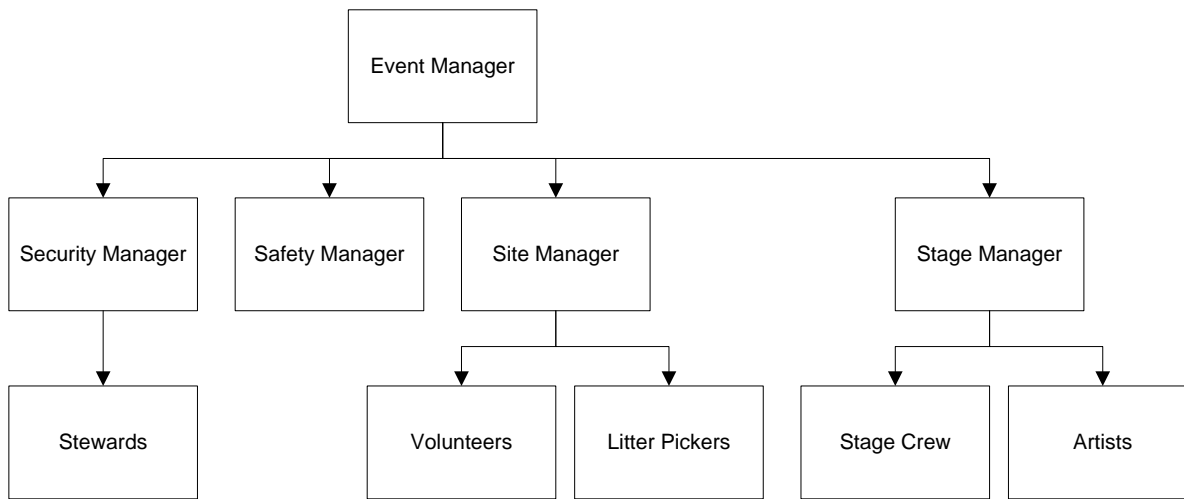 Event Manager
Security Manager
Safety Manager
Site Manager
Stage Manager
Stewards
Volunteers
Litter Pickers
Stage Crew
Artists